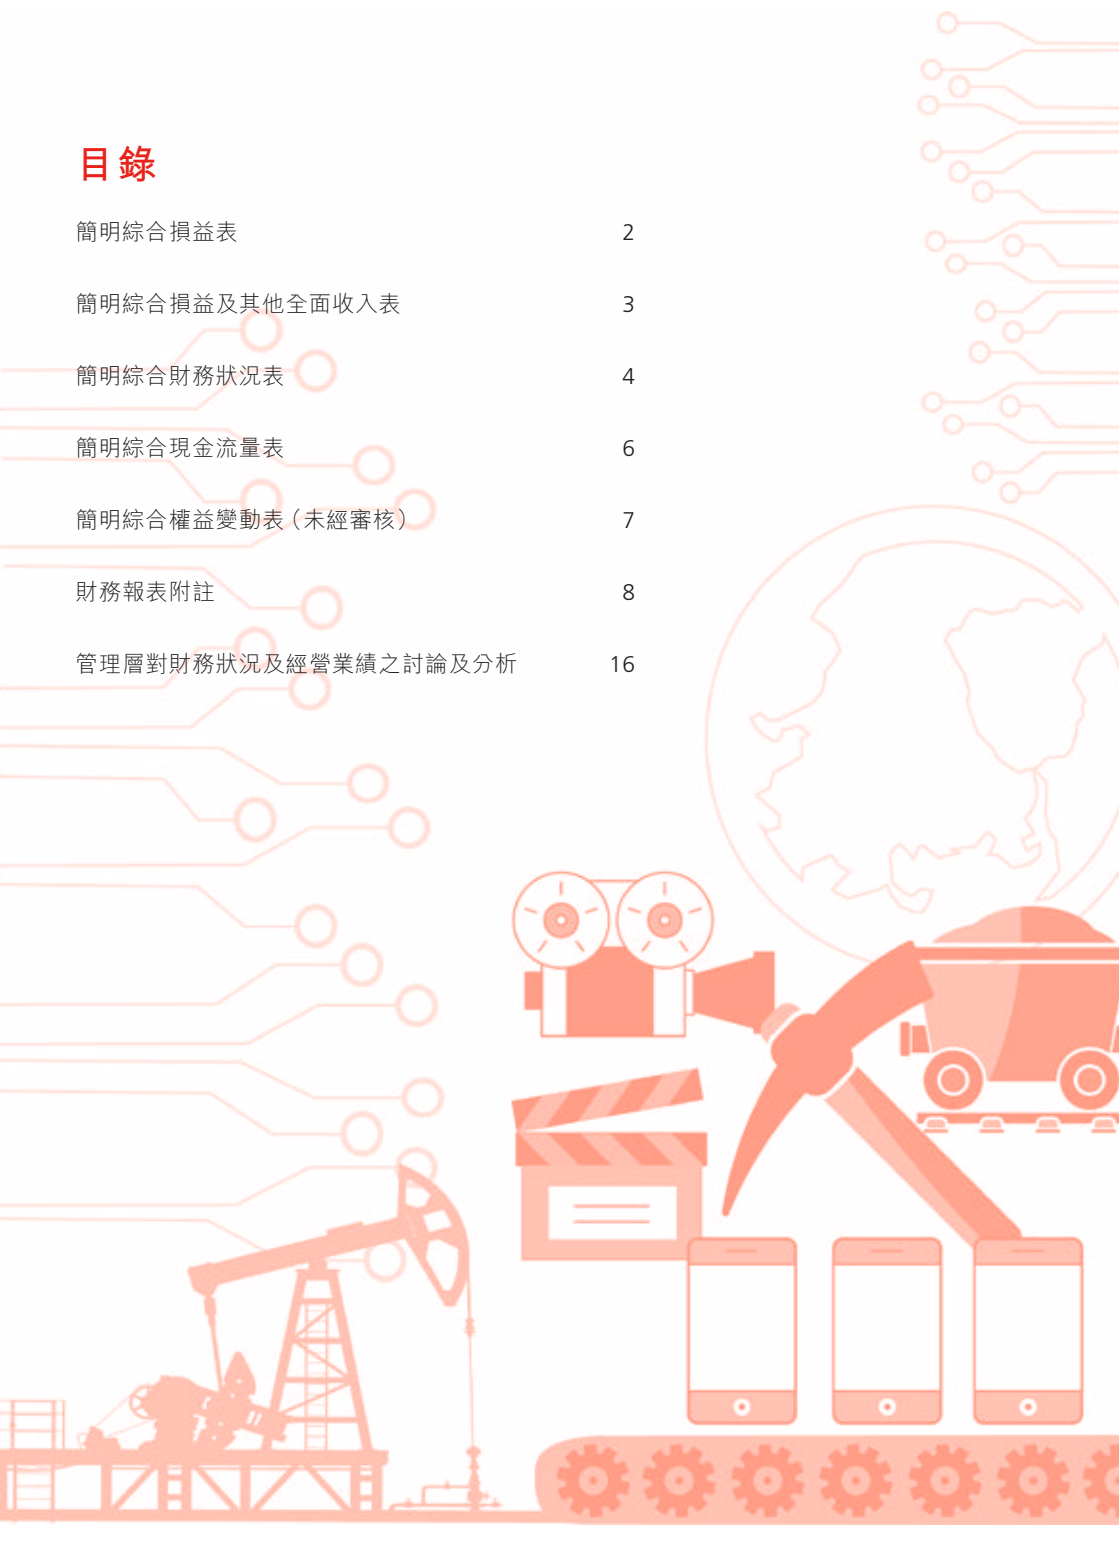 目錄
簡明綜合損益表 2
簡明綜合損益及其他全面收入表 3
簡明綜合財務狀況表 4
簡明綜合現金流量表 6
簡明綜合權益變動表（未經審核） 7
財務報表附註 8
管理層對財務狀況及經營業績之討論及分析 16